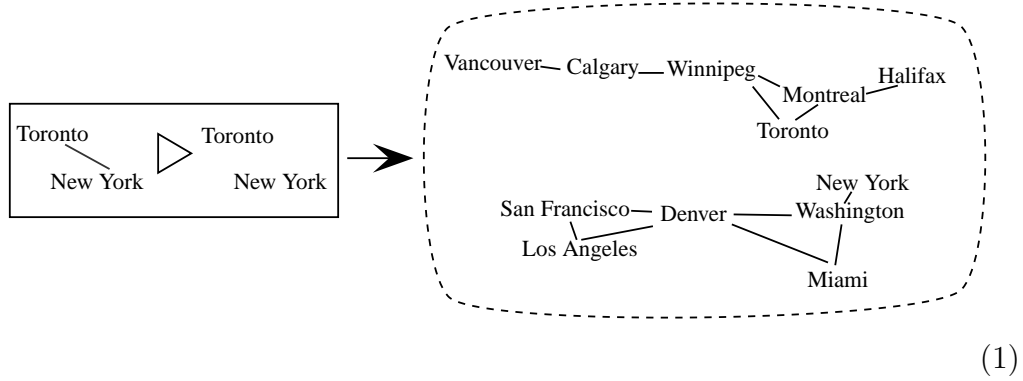 Toronto
New York
Toronto
New York
Vancouver
Calgary
Winnipeg
Montreal
Halifax
Toronto
New York
San Francisco
Denver
Washington
Los Angeles
Miami
(1)